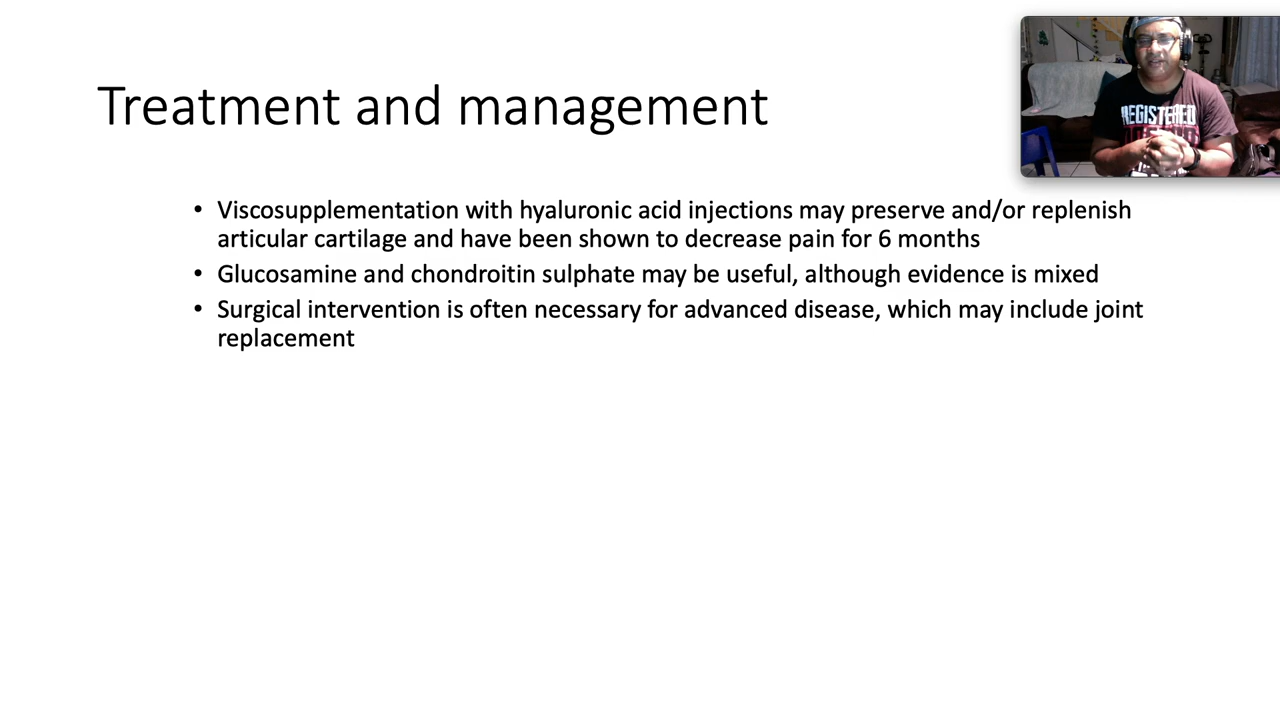 Treatment and management
• Viscosupplementation with hyaluronic acid injections may preserve and/or replenish
articular cartilage and have been shown to decrease pain for 6 months
• Glucosamine and chondroitin sulphate may be useful, although evidence is mixed
• Surgical intervention is often necessary for advanced disease, which may include joint
replacement
REGISTERED